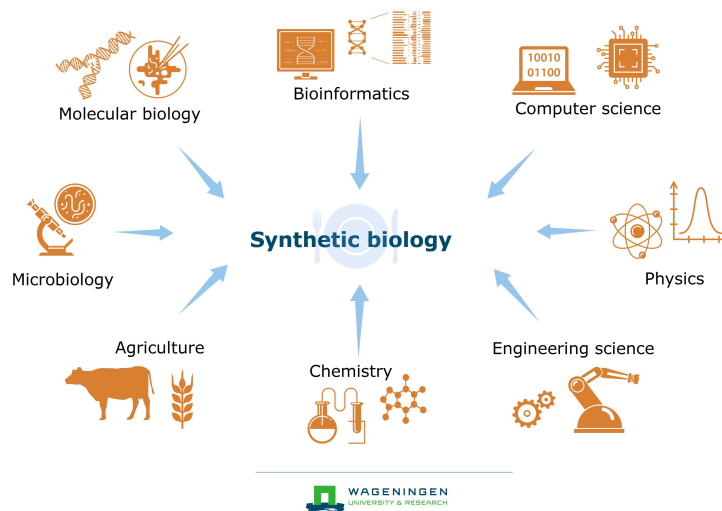 Molecular biology
Bioinformatics
10010
01100
Computer science
Microbiology
Synthetic biology
Physics
Agriculture
Chemistry
Engineering science
WAGENINGEN
UNIVERSITY & RESEARCH